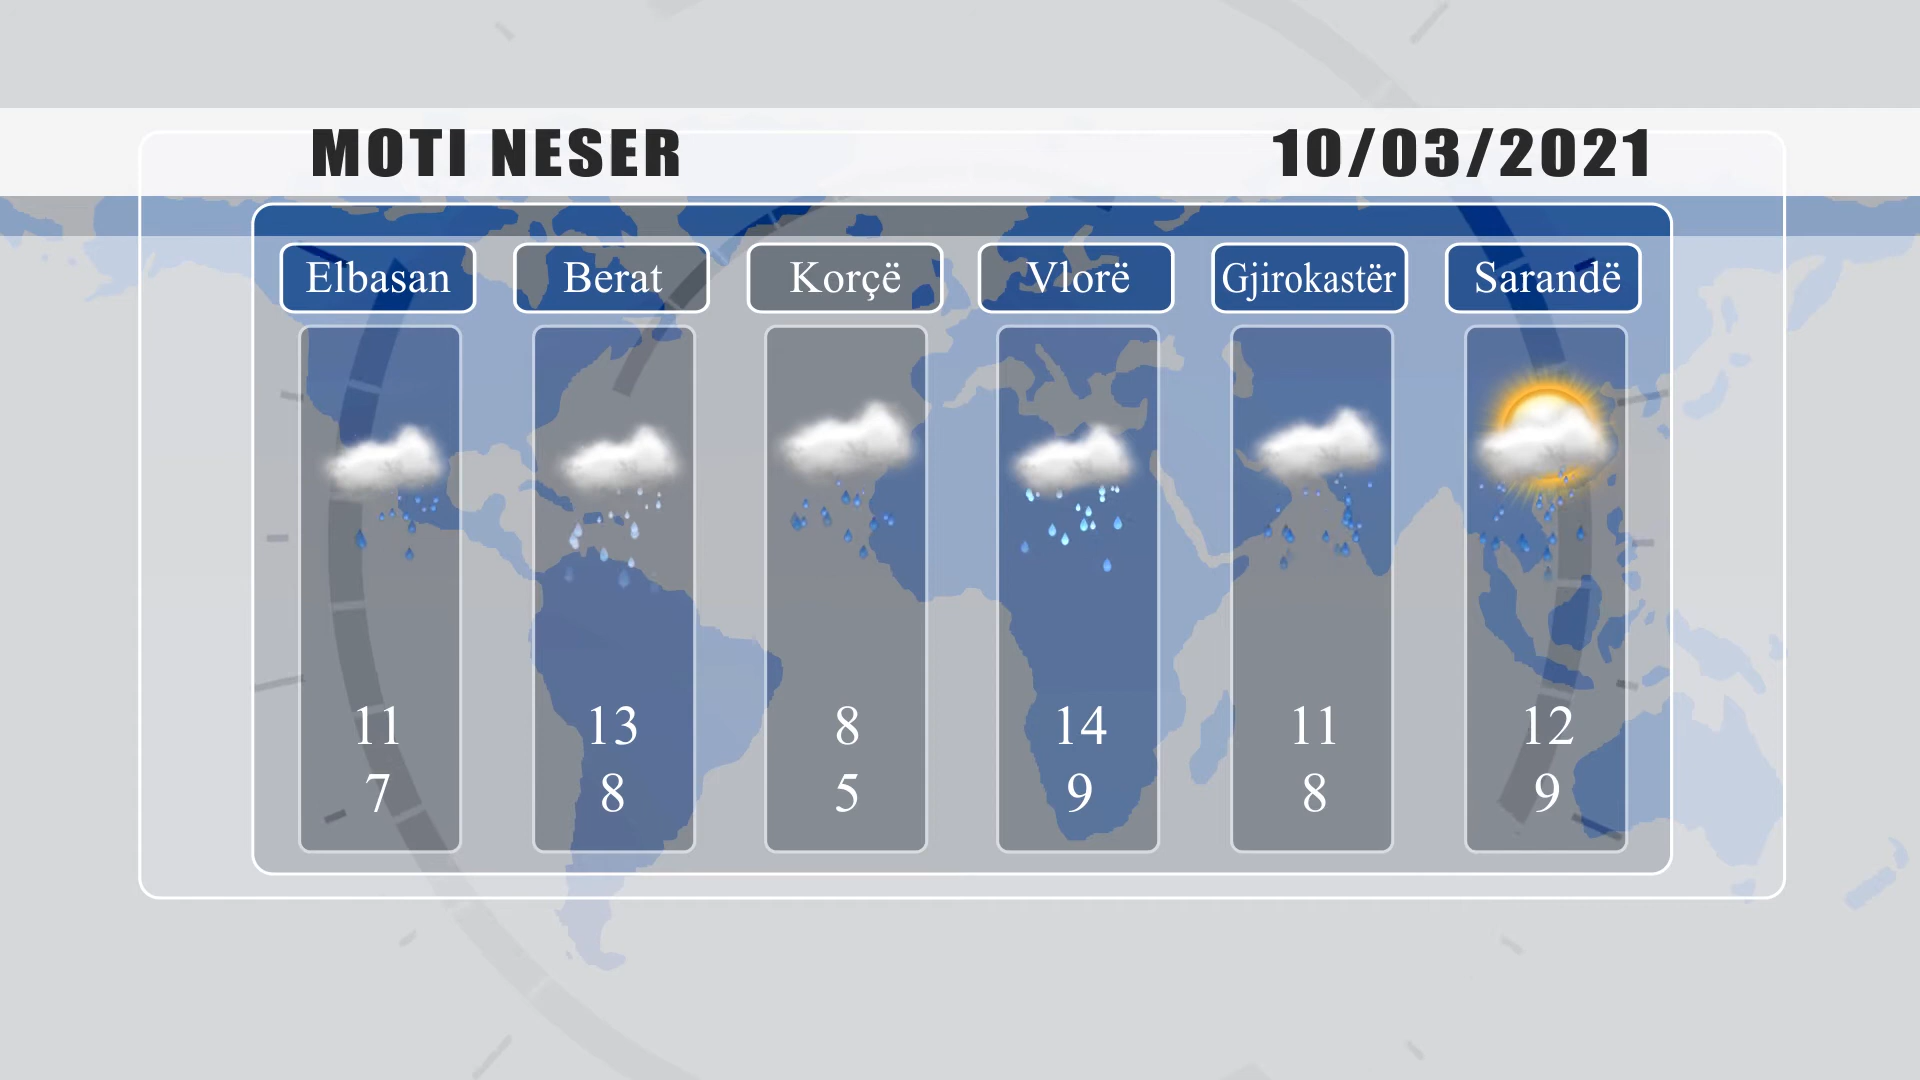 MOTI NESER 10/03/2021
Elbasan Berat Korçë Vlorë Gjirokastër Sarandë
11 13 8 14 11 12
7 8 5 9 8 9